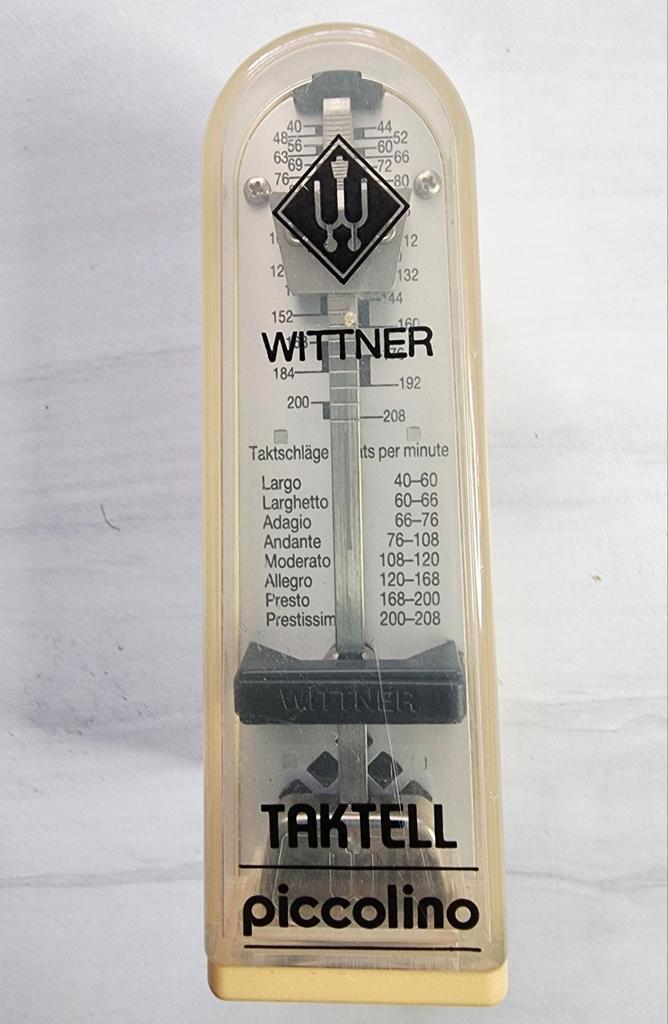 40 44
48 52
56 60
63 66
69 72
76 80
132
144
152 160
184
192
200
208
WITTNER
Taktschläge per minute
Largo 40–60
Larghetto 60–66
Adagio 66–76
Andante 76–108
Moderato 108–120
Allegro 120–168
Presto 168–200
Prestissim 200–208
WITTNER
TAKTELL
piccolino